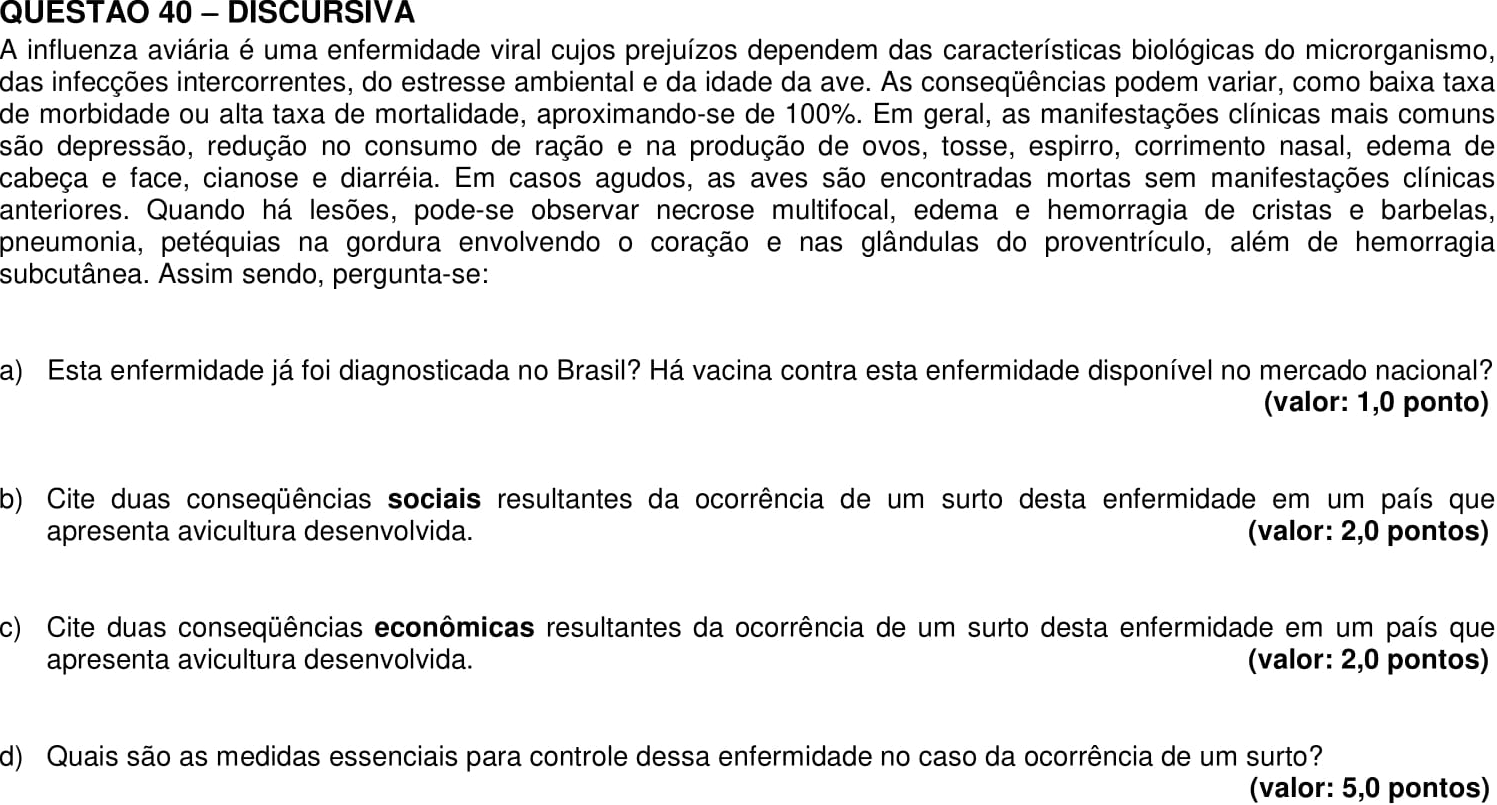 QUESTÃO 40 – DISCURSIVA
A influenza aviária é uma enfermidade viral cujos prejuízos dependem das características biológicas do microrganismo,
das infecções intercorrentes, do estresse ambiental e da idade da ave. As conseqüências podem variar, como baixa taxa
de morbidade ou alta taxa de mortalidade, aproximando-se de 100%. Em geral, as manifestações clínicas mais comuns
são depressão, redução no consumo de ração e na produção de ovos, tosse, espirro, corrimento nasal, edema de
cabeça e face, cianose e diarréia. Em casos agudos, as aves são encontradas mortas sem manifestações clínicas
anteriores. Quando há lesões, pode-se observar necrose multifocal, edema e hemorragia de cristas e barbelas,
pneumonia, petéquias na gordura envolvendo o coração e nas glândulas do proventrículo, além de hemorragia
subcutânea. Assim sendo, pergunta-se:
a) Esta enfermidade já foi diagnosticada no Brasil? Há vacina contra esta enfermidade disponível no mercado nacional?
(valor: 1,0 ponto)
b) Cite duas conseqüências sociais resultantes da ocorrência de um surto desta enfermidade em um país que
apresenta avicultura desenvolvida. (valor: 2,0 pontos)
c) Cite duas conseqüências econômicas resultantes da ocorrência de um surto desta enfermidade em um país que
apresenta avicultura desenvolvida. (valor: 2,0 pontos)
d) Quais são as medidas essenciais para controle dessa enfermidade no caso da ocorrência de um surto?
(valor: 5,0 pontos)